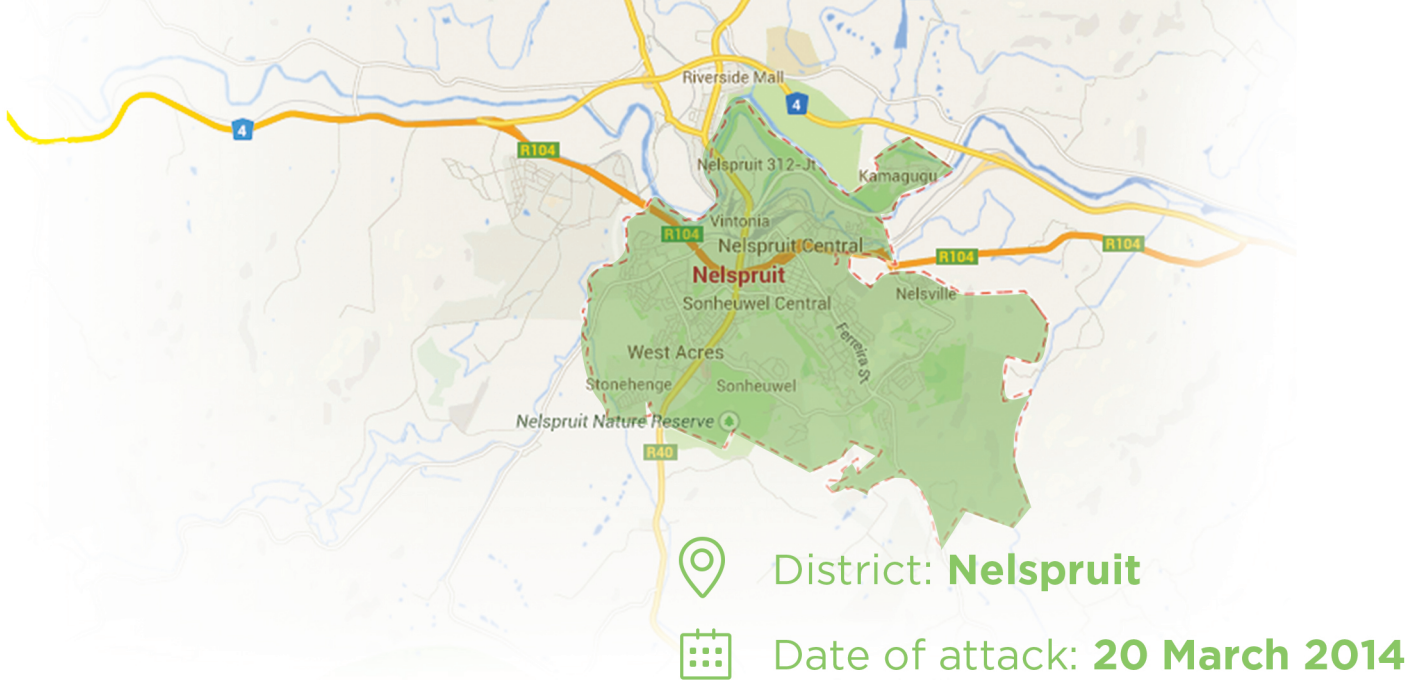 Riverside Mall
4
4
R104
Nelspruit 312-Jt
Kamagugu
Vintonia
R104
Nelspruit Central
R104
R104
Nelspruit
Nelsville
Sonheuwel Central
Ferreira St
West Acres
Stonehenge
Sonheuwel
Nelspruit Nature Reserve
R40
District: Nelspruit
Date of attack: 20 March 2014